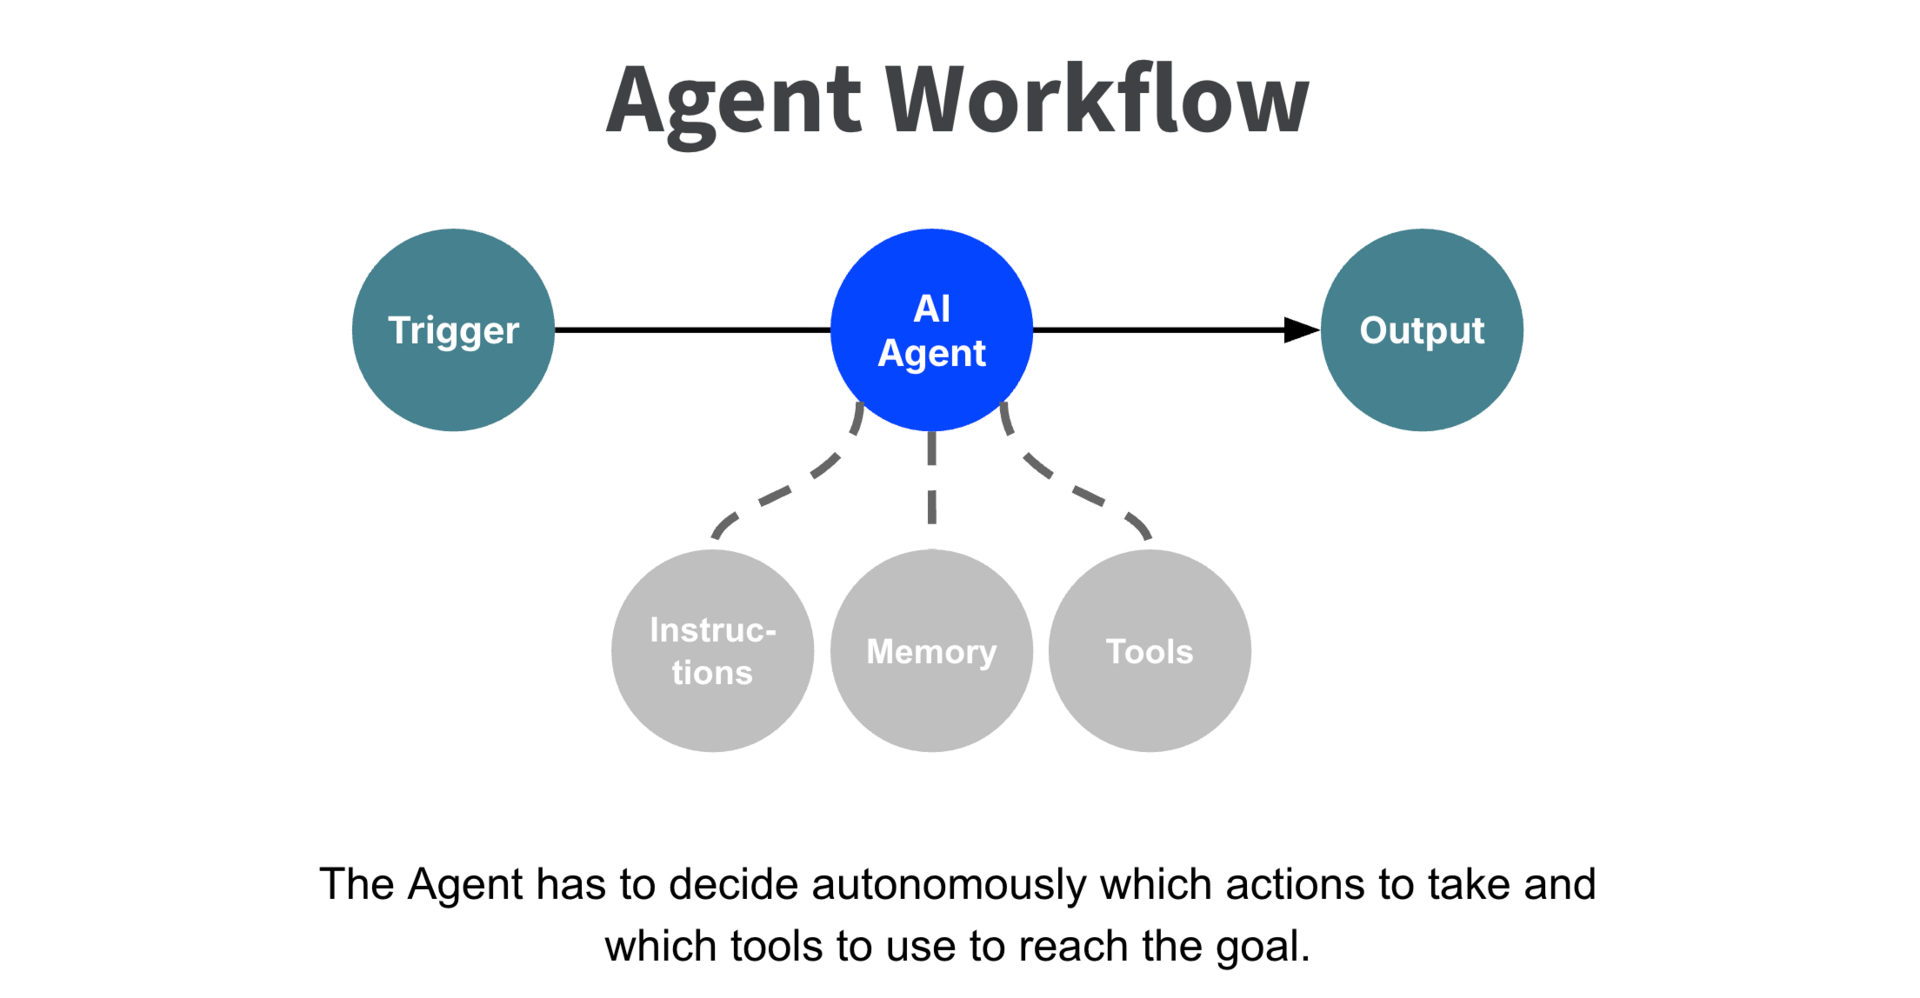 Agent Workflow
Trigger
AI
Agent
Output
Instruc-
tions
Memory
Tools
The Agent has to decide autonomously which actions to take and
which tools to use to reach the goal.